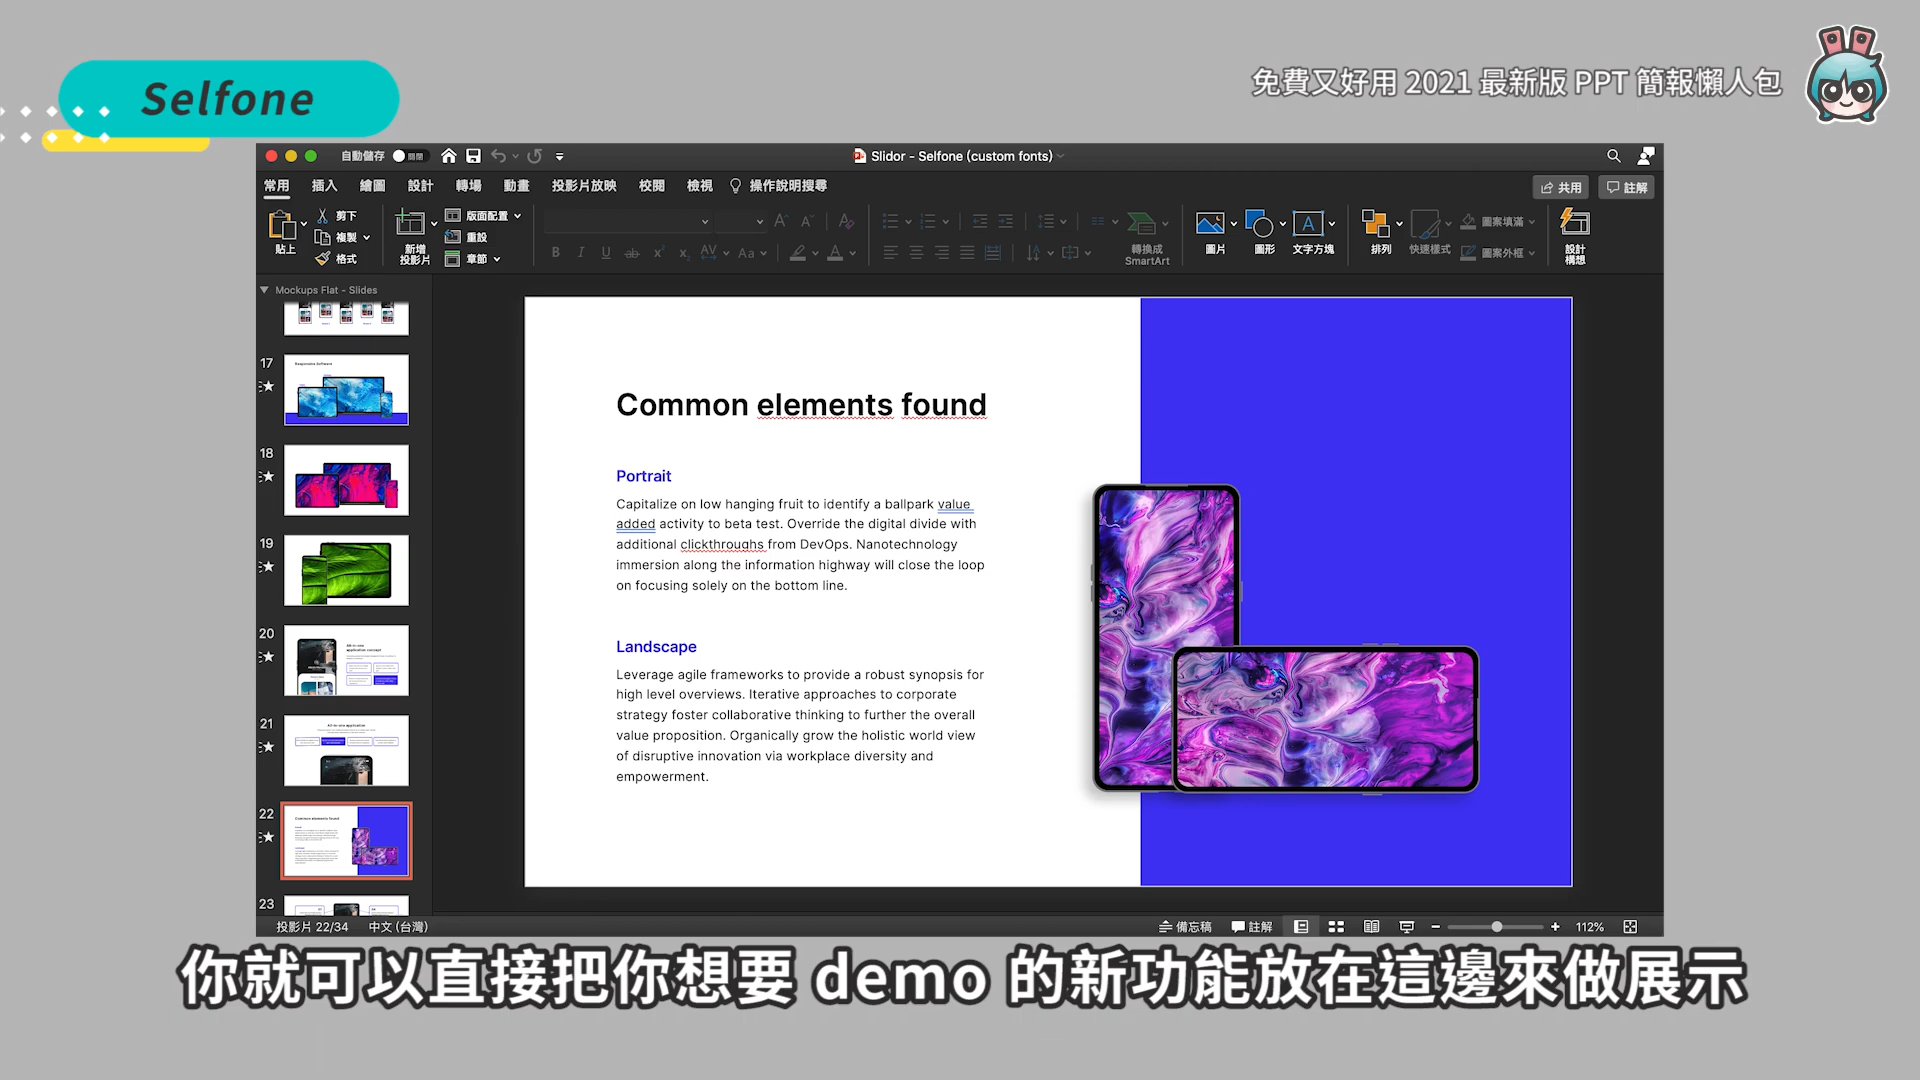 Selfone
免費又好用 2021 最新版 PPT 簡報懶人包
自動儲存
Slidor - Selfone (custom fonts)
常用 插入 繪圖 設計 轉場 動畫 投影片放映 校閱 檢視 操作說明搜尋
共用 註解
貼上
剪下
複製
格式
新增
投影片
版面配置
重設
章節
轉換成
SmartArt
圖片 圖形 文字方塊
排列 快速樣式
圖案填滿
圖案外框
設計
構想
Mockups Flat - Slides
17
18
19
20
21
22
23
Common elements found
Portrait
Capitalize on low hanging fruit to identify a ballpark value
added activity to beta test. Override the digital divide with
additional clickthroughs from DevOps. Nanotechnology
immersion along the information highway will close the loop
on focusing solely on the bottom line.
Landscape
Leverage agile frameworks to provide a robust synopsis for
high level overviews. Iterative approaches to corporate
strategy foster collaborative thinking to further the overall
value proposition. Organically grow the holistic world view
of disruptive innovation via workplace diversity and
empowerment.
投影片 22/34 中文 (台灣)
備忘稿 註解 112%
你就可以直接把你想要 demo 的新功能放在這邊來做展示